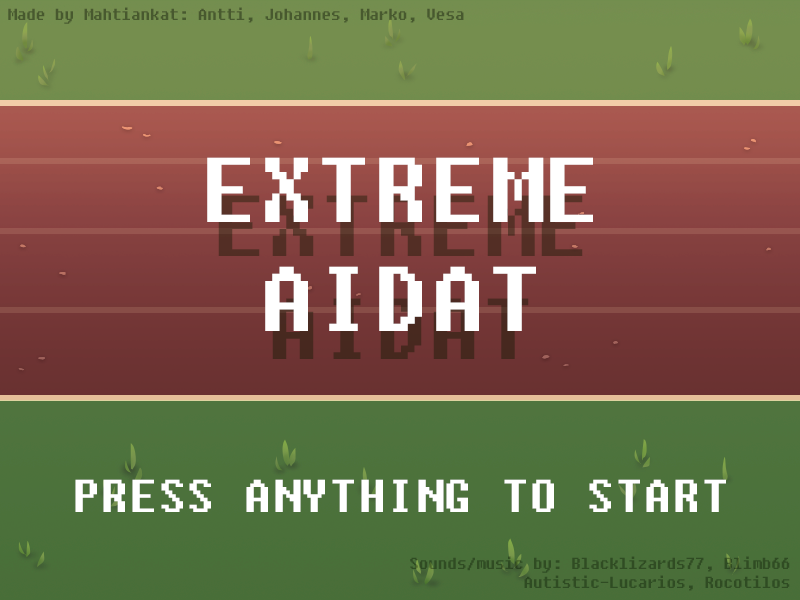 Made by Mahtiankat: Antti, Johannes, Marko, Vesa
EXTREME
AIDAT
PRESS ANYTHING TO START
Sounds/music by: Blacklizards77, Blimb66
Autistic-Lucarios, Rocotilos